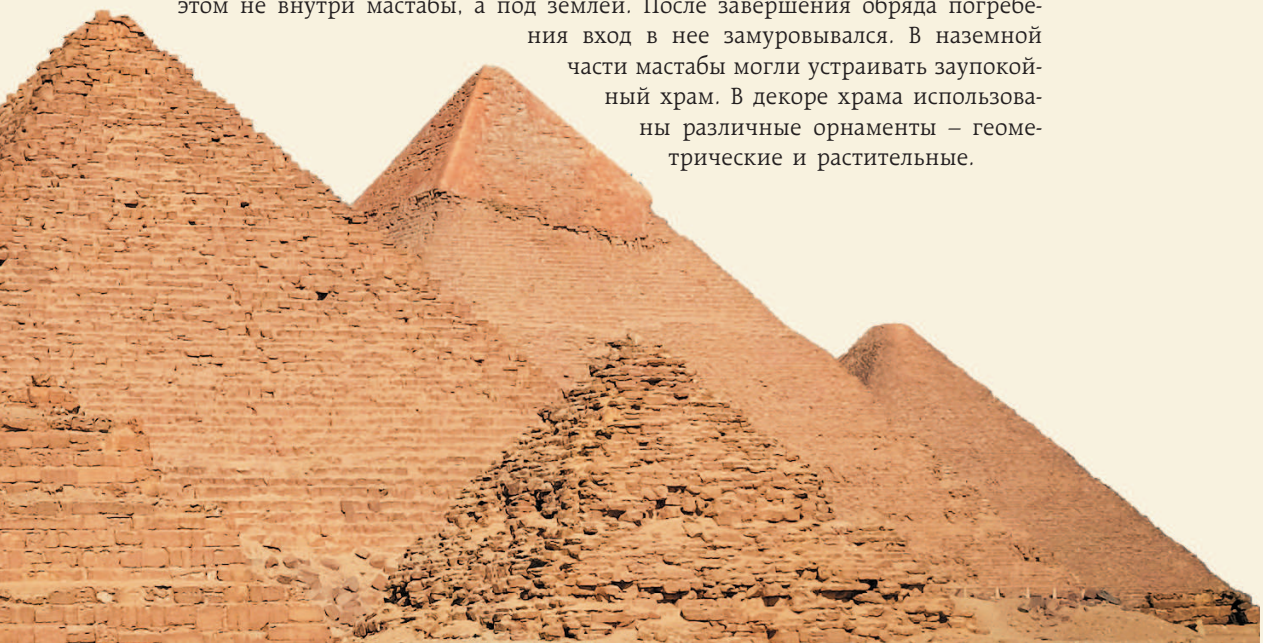 этом не внутри мастабы, а под землей. После завершения обряда погребе-
ния вход в нее замуровывался. В наземной
части мастабы могли устраивать заупокой-
ный храм. В декоре храма использова-
ны различные орнаменты – геоме-
трические и растительные.